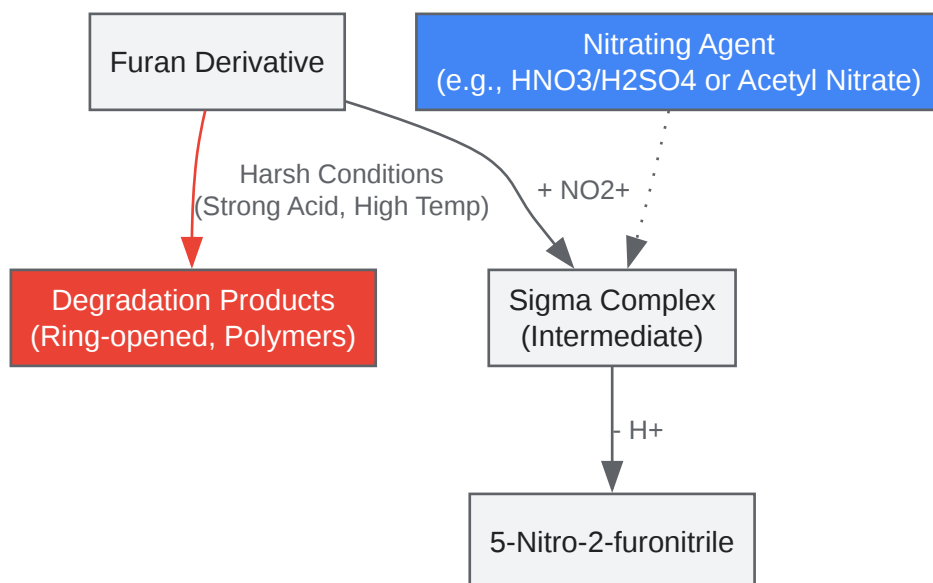 Furan Derivative
Nitrating Agent
(e.g., HNO3/H2SO4 or Acetyl Nitrate)
Harsh Conditions
(Strong Acid, High Temp)
+ NO2+
Degradation Products
(Ring-opened, Polymers)
Sigma Complex
(Intermediate)
- H+
5-Nitro-2-furonitrile